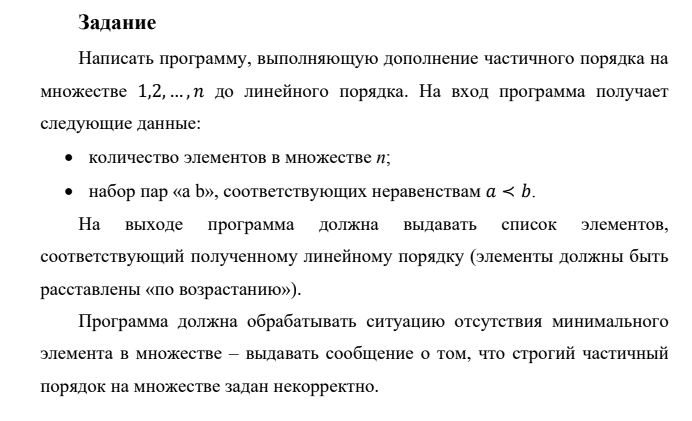 Задание
Написать программу, выполняющую дополнение частичного порядка на
множестве 1,2, … , n до линейного порядка. На вход программа получает
следующие данные:
• количество элементов в множестве n;
• набор пар «a b», соответствующих неравенствам a ≺ b.
На выходе программа должна выдавать список элементов,
соответствующий полученному линейному порядку (элементы должны быть
расставлены «по возрастанию»).
Программа должна обрабатывать ситуацию отсутствия минимального
элемента в множестве – выдавать сообщение о том, что строгий частичный
порядок на множестве задан некорректно.